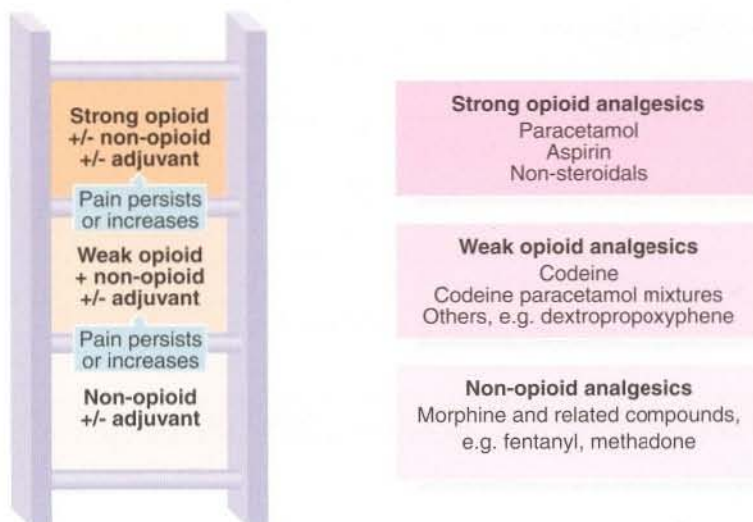 Strong opioid
+/- non-opioid
+/- adjuvant
Pain persists
or increases
Weak opioid
+ non-opioid
+/- adjuvant
Pain persists
or increases
Non-opioid
+/- adjuvant
Strong opioid analgesics
Paracetamol
Aspirin
Non-steroidals
Weak opioid analgesics
Codeine
Codeine paracetamol mixtures
Others, e.g. dextropropoxyphene
Non-opioid analgesics
Morphine and related compounds,
e.g. fentanyl, methadone